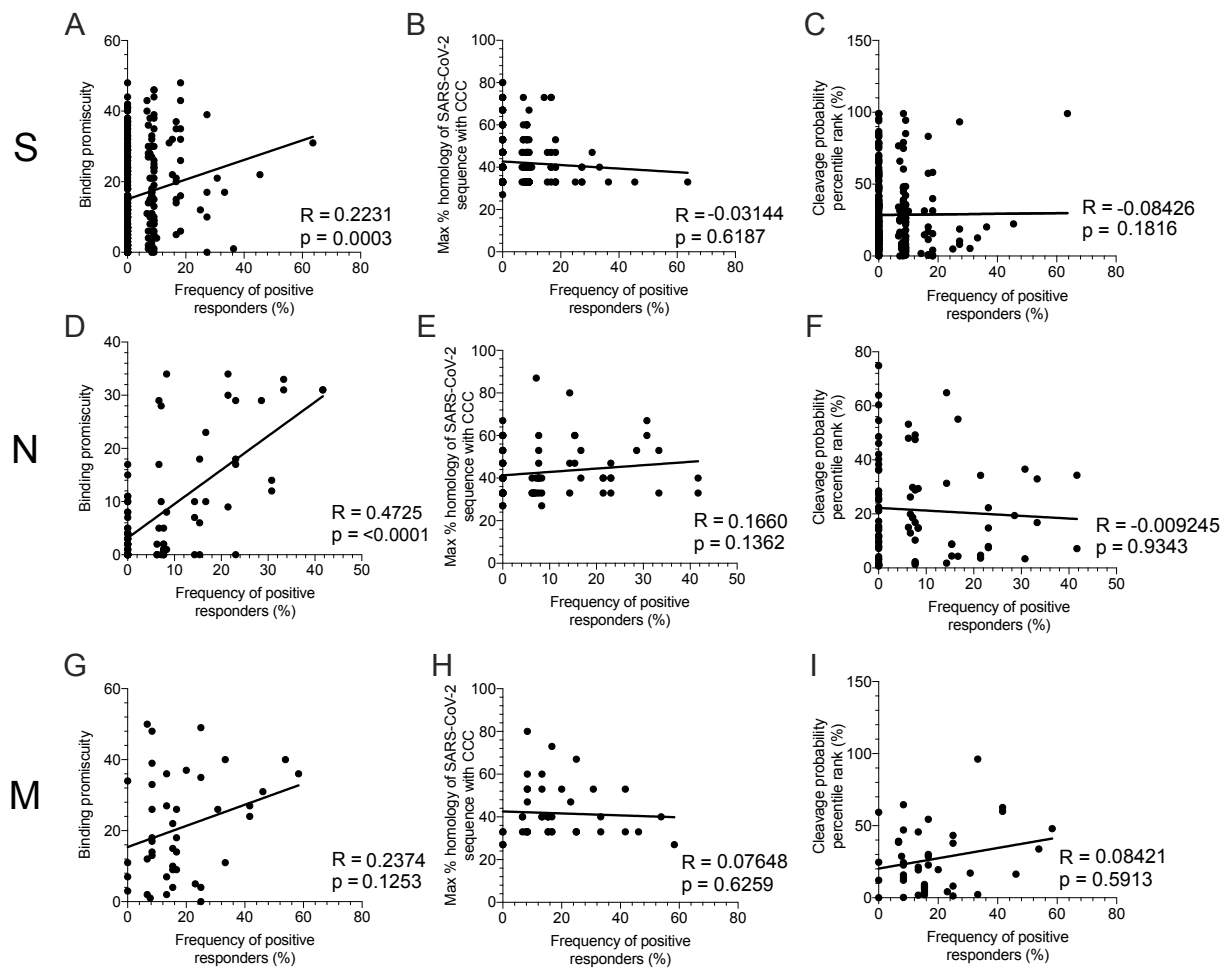 S
A
60
40
20
0
Binding promiscuity
0 20 40 60 80
Frequency of positive
responders (%)
R = 0.2231
p = 0.0003
B
100
80
60
40
20
0
Max % homology of SARS-CoV-2
sequence with CCC
0 20 40 60 80
Frequency of positive
responders (%)
R = -0.03144
p = 0.6187
C
150
100
50
0
Cleavage probability
percentile rank (%)
0 20 40 60 80
Frequency of positive
responders (%)
R = -0.08426
p = 0.1816
N
D
40
30
20
10
0
Binding promiscuity
0 10 20 30 40 50
Frequency of positive
responders (%)
R = 0.4725
p = <0.0001
E
100
80
60
40
20
0
Max % homology of SARS-CoV-2
sequence with CCC
0 10 20 30 40 50
Frequency of positive
responders (%)
R = 0.1660
p = 0.1362
F
80
60
40
20
0
Cleavage probability
percentile rank (%)
0 10 20 30 40 50
Frequency of positive
responders (%)
R = -0.009245
p = 0.9343
M
G
60
40
20
0
Binding promiscuity
0 20 40 60 80
Frequency of positive
responders (%)
R = 0.2374
p = 0.1253
H
100
80
60
40
20
0
Max % homology of SARS-CoV-2
sequence with CCC
0 20 40 60 80
Frequency of positive
responders (%)
R = 0.07648
p = 0.6259
I
150
100
50
0
Cleavage probability
percentile rank (%)
0 20 40 60 80
Frequency of positive
responders (%)
R = 0.08421
p = 0.5913